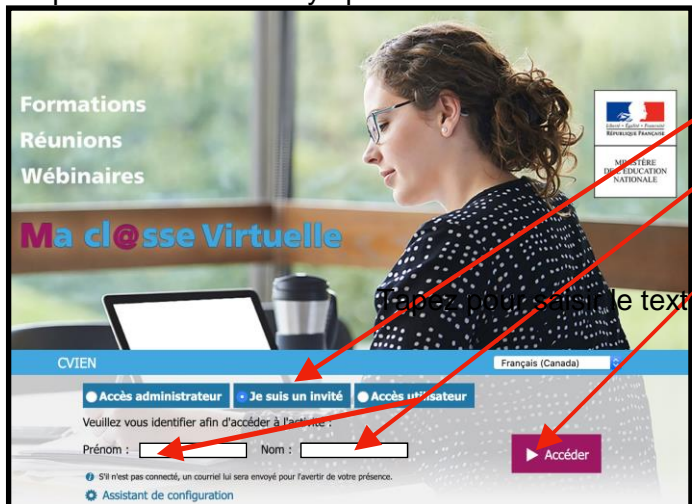 Formations
Réunions
Wébinaires
Liberté • Égalité • Fraternité
RÉPUBLIQUE FRANÇAISE
MINISTÈRE
DE L'ÉDUCATION
NATIONALE
Ma cl@sse Virtuelle
Tapez pour saisir le text
CVIEN
Français (Canada)
Accès administrateur
Je suis un invité
Accès utilisateur
Veuillez vous identifier afin d'accéder à l'activité :
Prénom :
Nom :
Accéder
S'il n'est pas connecté, un courriel lui sera envoyé pour l'avertir de votre présence.
Assistant de configuration